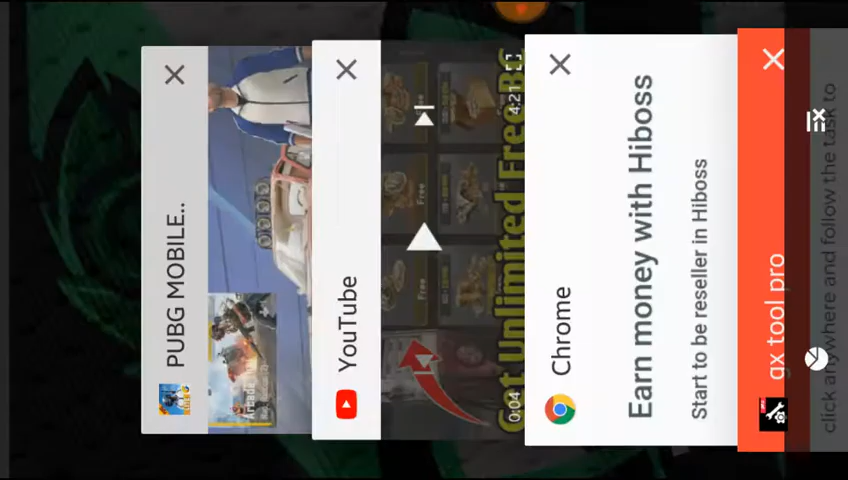 PUBG MOBILE..
YouTube
Free
Free
Free
Get Unlimited Free BC
0:04
4:21
Chrome
Earn money with Hiboss
Start to be reseller in Hiboss
gx tool pro
click anywhere and follow the task to